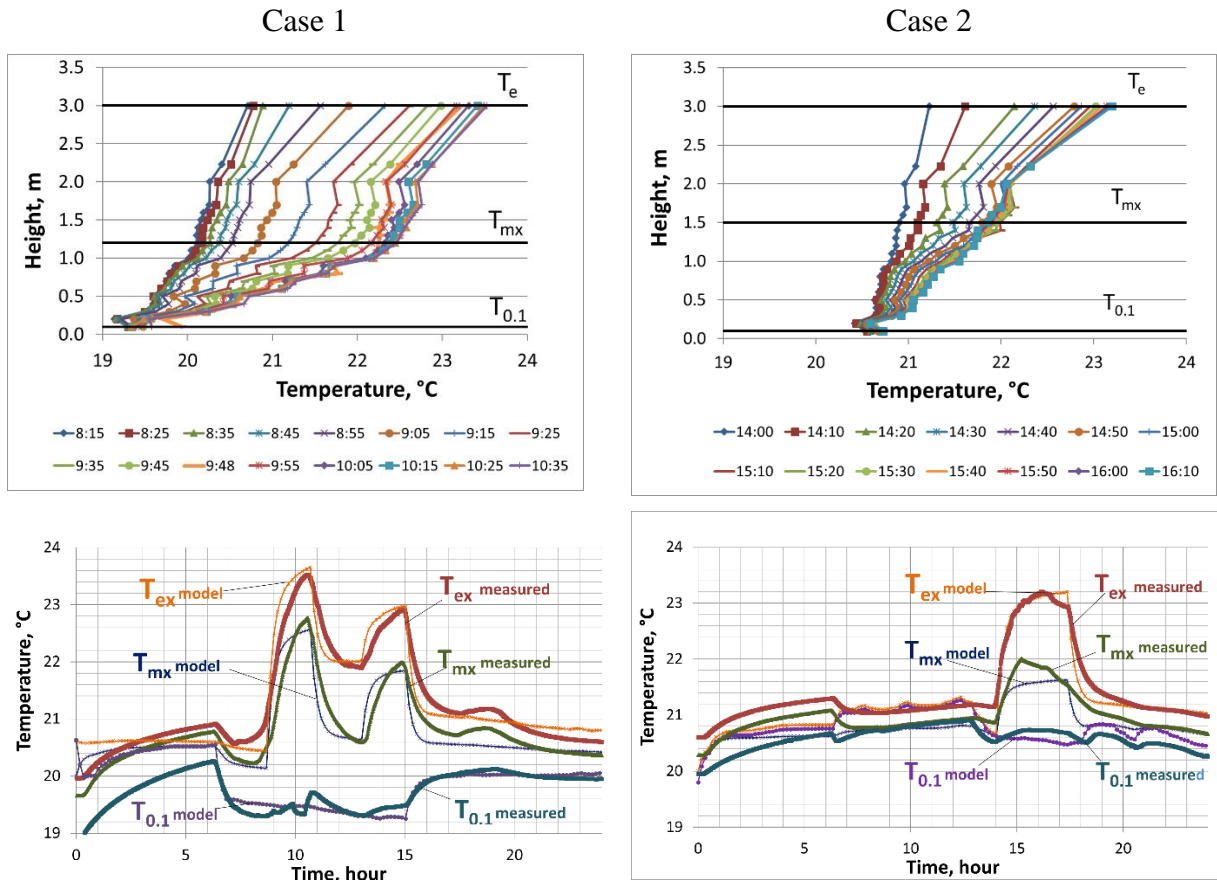 Case 1
Case 2
3.5
3.0
2.5
2.0
1.5
1.0
0.5
0.0
Height, m
Te
Tmx
T0.1
19 20 21 22 23 24
Temperature, °C
8:15 8:25 8:35 8:45 8:55 9:05 9:15 9:25
9:35 9:45 9:48 9:55 10:05 10:15 10:25 10:35
3.5
3.0
2.5
2.0
1.5
1.0
0.5
0.0
Height, m
Te
Tmx
T0.1
19 20 21 22 23 24
Temperature, °C
14:00 14:10 14:20 14:30 14:40 14:50 15:00
15:10 15:20 15:30 15:40 15:50 16:00 16:10
24
23
22
21
20
19
Temperature, °C
Tex model
Tex measured
Tmx model
Tmx measured
T0.1 model
T0.1 measured
0 5 10 15 20
Time, hour
24
23
22
21
20
19
Temperature, °C
Tex model
Tex measured
Tmx model
Tmx measured
T0.1 model
T0.1 measured
0 5 10 15 20
Time, hour